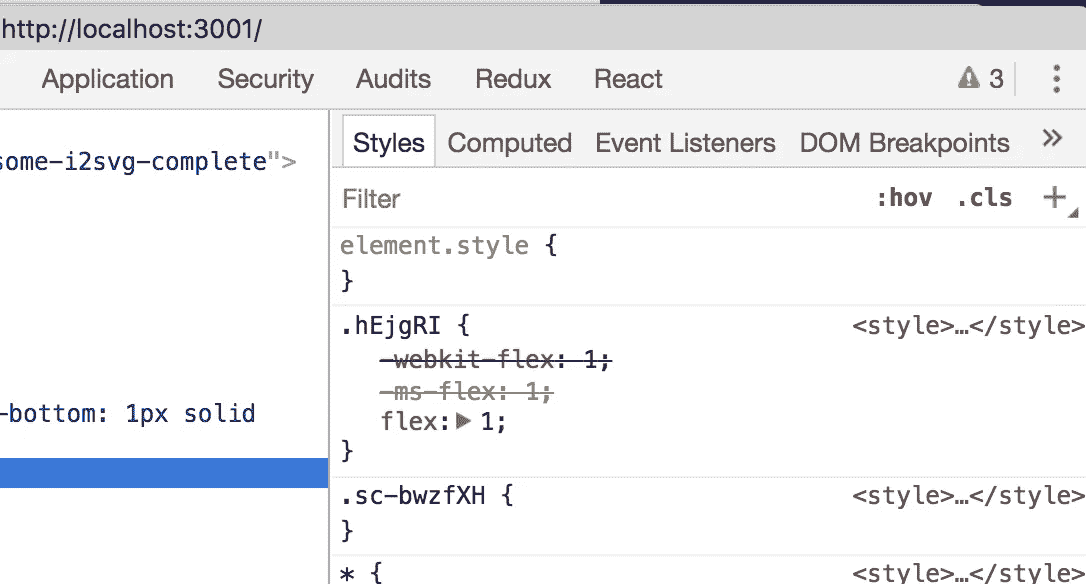 http://localhost:3001/
Application Security Audits Redux React 3
some-i2svg-complete">
-bottom: 1px solid
Styles Computed Event Listeners DOM Breakpoints »
Filter :hov .cls +
element.style {
}
.hEjgRI { <style>…</style>
-webkit-flex: 1;
-ms-flex: 1;
flex: 1;
}
.sc-bwzfXH { <style>…</style>
}
* { <style>…</style>